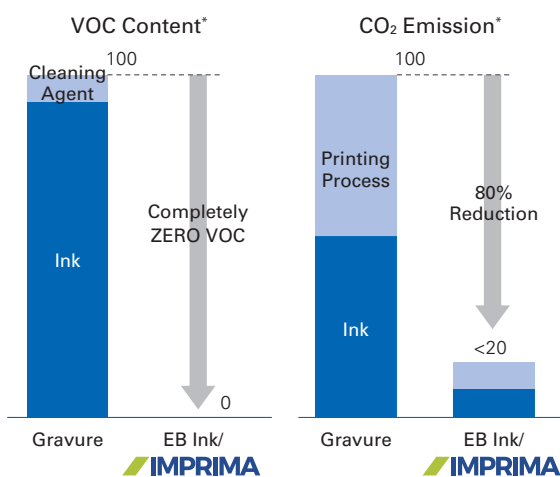 VOC Content*
100
Cleaning
Agent
Completely
ZERO VOC
Ink
0
Gravure
EB Ink/
IMPRIMA
CO₂ Emission*
100
Printing
Process
80%
Reduction
Ink
<20
Gravure
EB Ink/
IMPRIMA